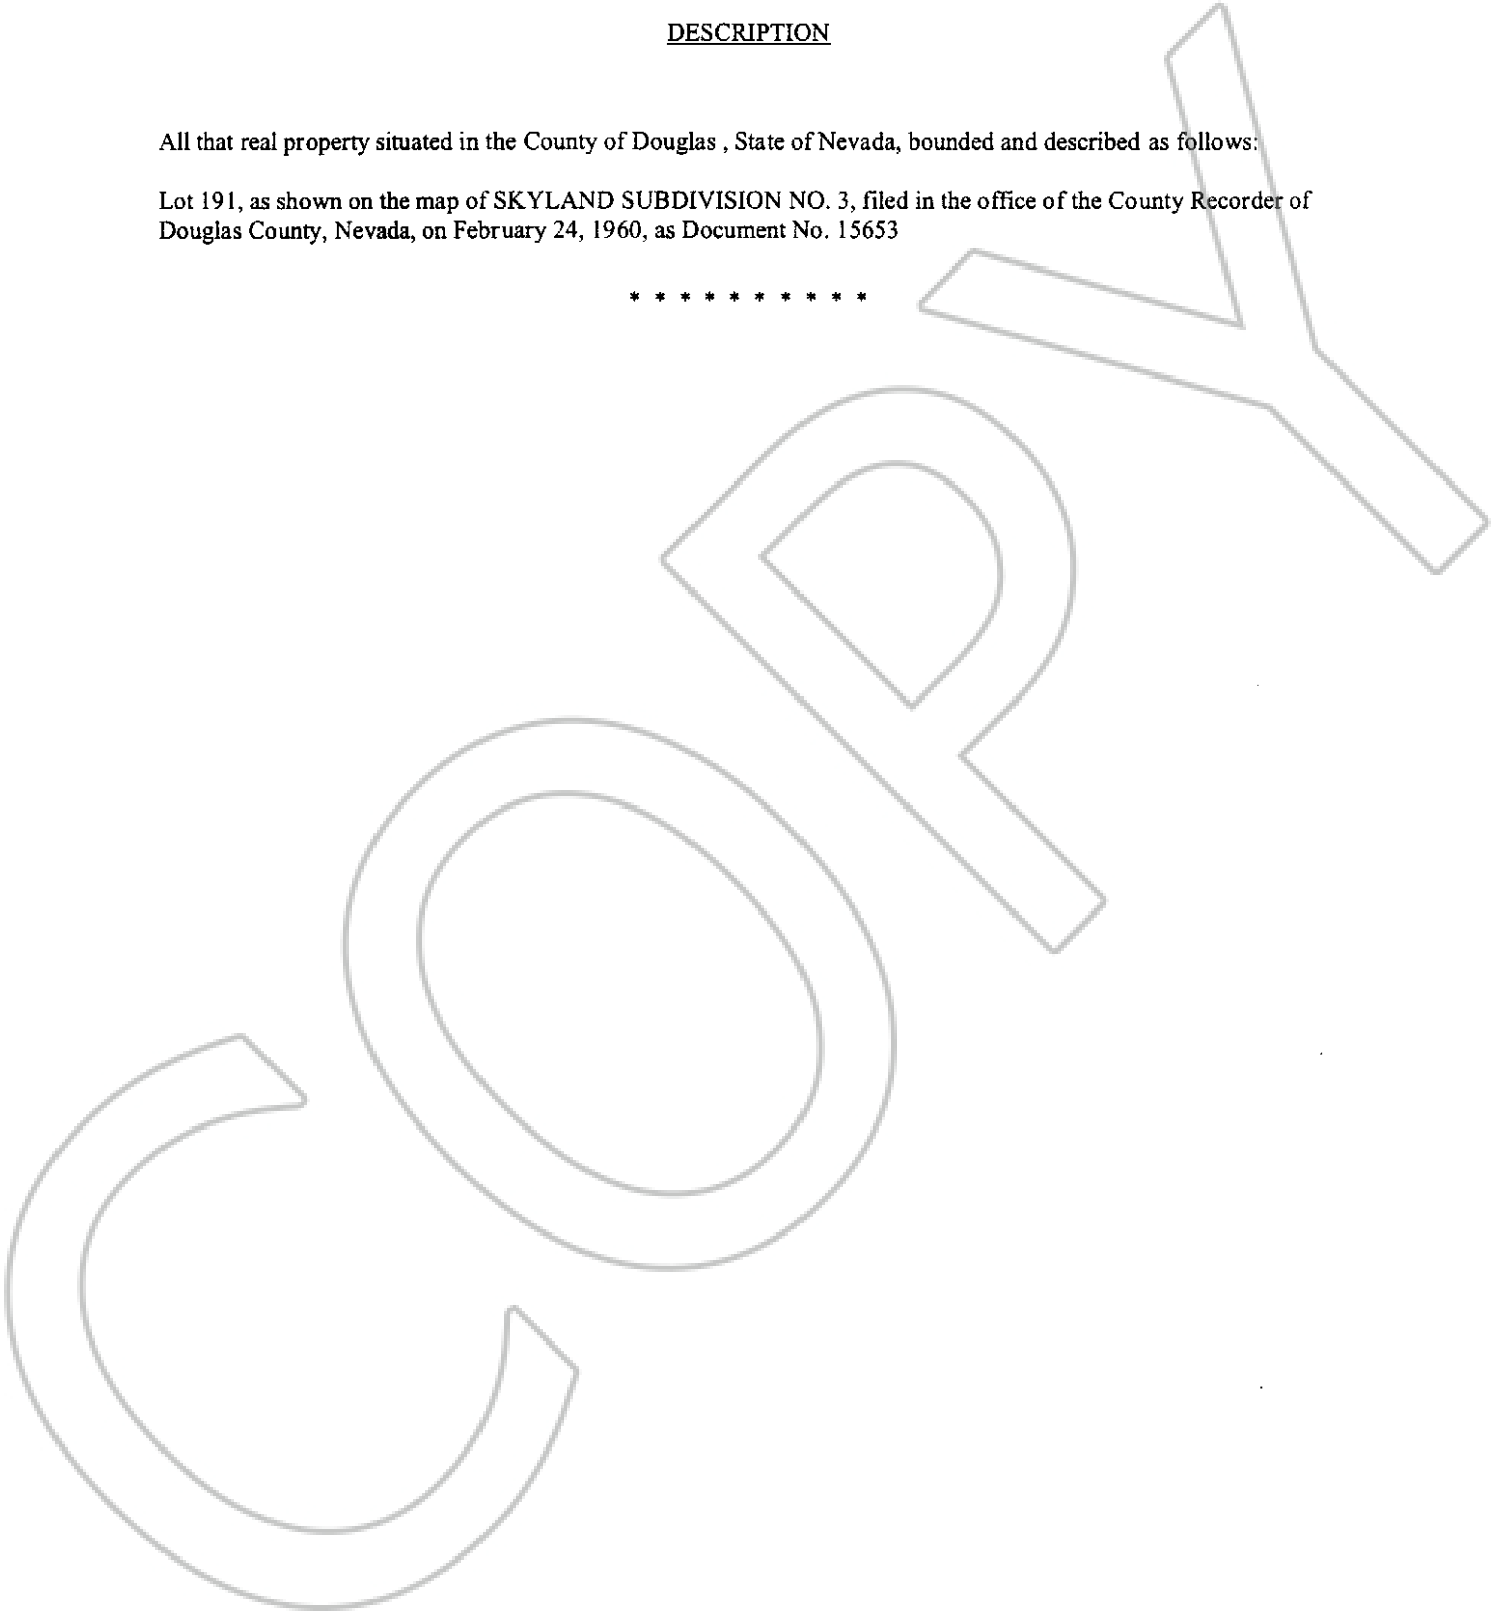 DESCRIPTION
All that real property situated in the County of Douglas , State of Nevada, bounded and described as follows:
Lot 191, as shown on the map of SKYLAND SUBDIVISION NO. 3, filed in the office of the County Recorder of
Douglas County, Nevada, on February 24, 1960, as Document No. 15653
* * * * * * * * * *
COPY